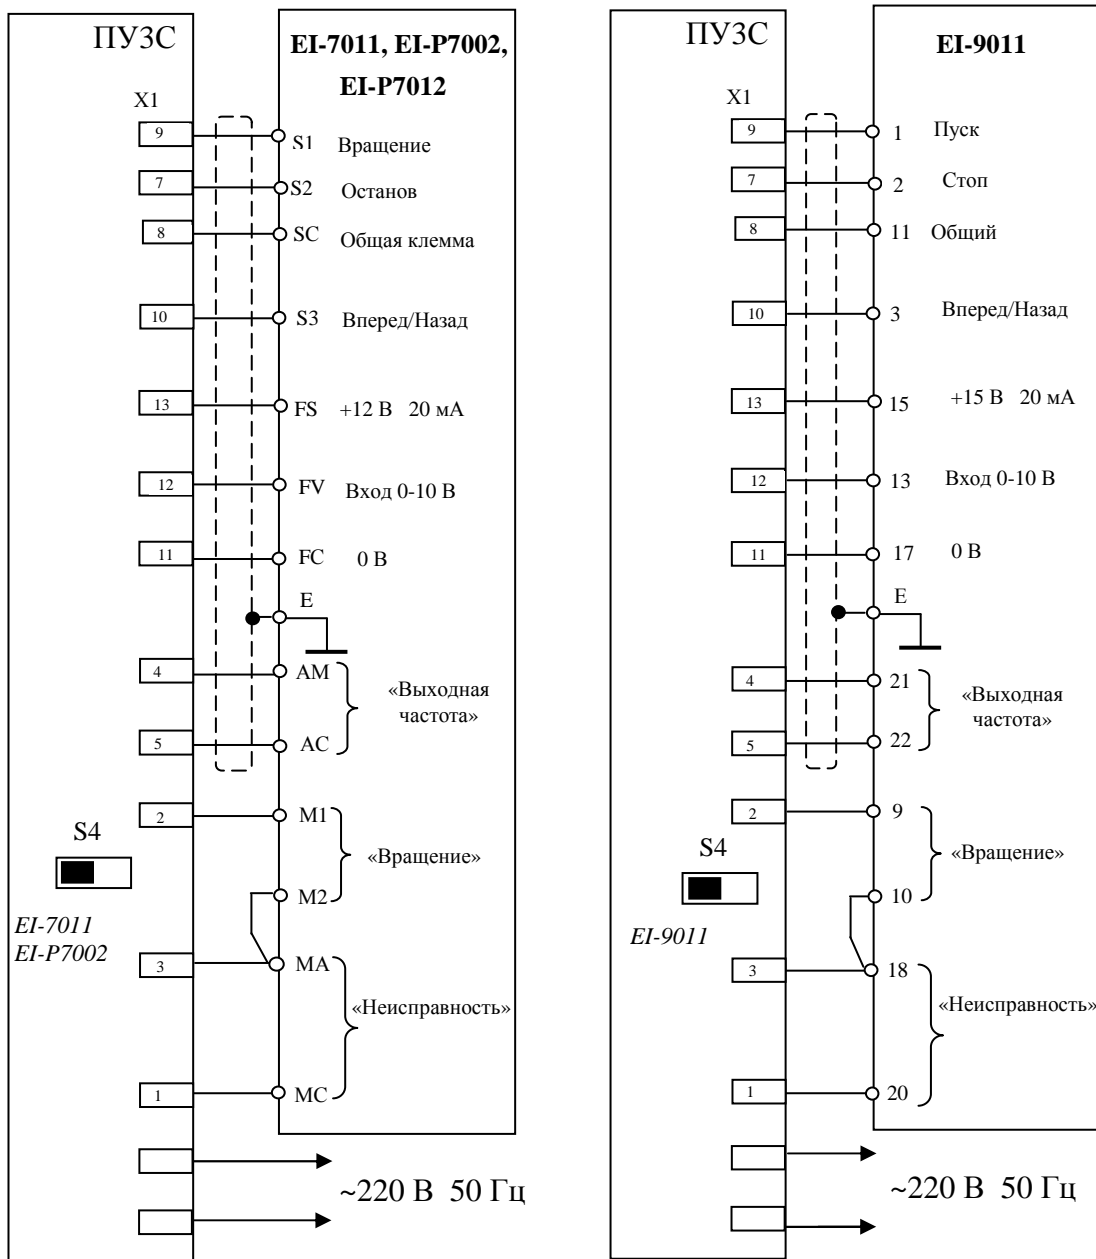 ПУ3С
EI-7011, EI-P7002,
EI-P7012
X1
9 S1 Вращение
7 S2 Останов
8 SC Общая клемма
10 S3 Вперед/Назад
13 FS +12 В 20 мА
12 FV Вход 0-10 В
11 FC 0 В
E
4 AM
«Выходная
частота»
5 AC
2 M1
S4
«Вращение»
M2
EI-7011
EI-P7002
3 MA
«Неисправность»
1 MC
~220 В 50 Гц
ПУ3С
EI-9011
X1
9 1 Пуск
7 2 Стоп
8 11 Общий
10 3 Вперед/Назад
13 15 +15 В 20 мА
12 13 Вход 0-10 В
11 17 0 В
E
4 21
«Выходная
частота»
5 22
2 9
S4
«Вращение»
10
EI-9011
3 18
«Неисправность»
1 20
~220 В 50 Гц